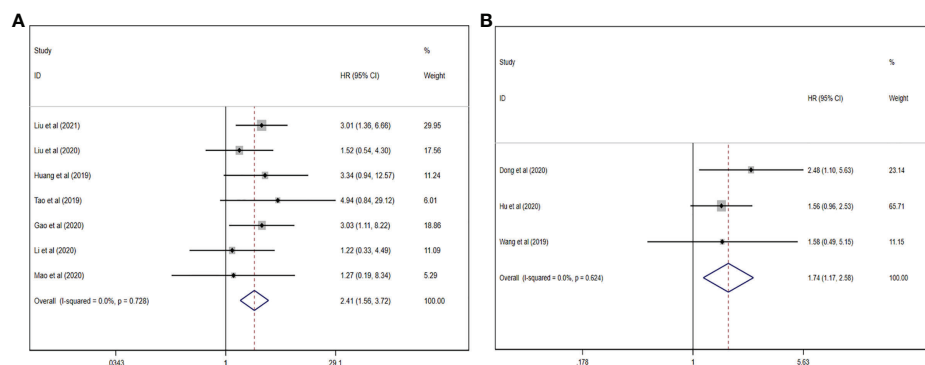 A
Study %
ID HR (95% CI) Weight
Liu et al (2021) 3.01 (1.36, 6.66) 29.95
Liu et al (2020) 1.52 (0.54, 4.30) 17.56
Huang et al (2019) 3.34 (0.94, 12.57) 11.24
Tao et al (2019) 4.94 (0.84, 29.12) 6.01
Gao et al (2020) 3.03 (1.11, 8.22) 18.86
Li et al (2020) 1.22 (0.33, 4.49) 11.09
Mao et al (2020) 1.27 (0.19, 8.34) 5.29
Overall (I-squared = 0.0%, p = 0.728) 2.41 (1.56, 3.72) 100.00
.0343 1 29.1
B
Study %
ID HR (95% CI) Weight
Dong et al (2020) 2.48 (1.10, 5.63) 23.14
Hu et al (2020) 1.56 (0.96, 2.53) 65.71
Wang et al (2019) 1.58 (0.49, 5.15) 11.15
Overall (I-squared = 0.0%, p = 0.624) 1.74 (1.17, 2.58) 100.00
.178 1 5.63